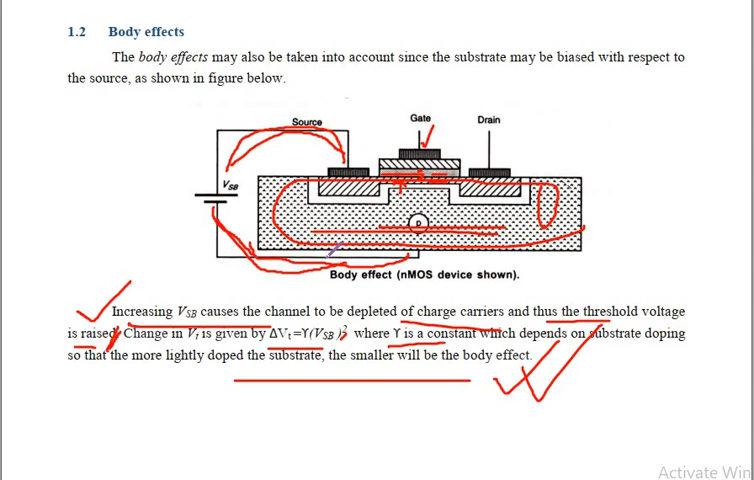 1.2 Body effects
The body effects may also be taken into account since the substrate may be biased with respect to
the source, as shown in figure below.
Source
Gate
Drain
VSB
Body effect (nMOS device shown).
Increasing VSB causes the channel to be depleted of charge carriers and thus the threshold voltage
is raised. Change in Vt is given by ΔVt=ϒ(VSB)½ where ϒ is a constant which depends on substrate doping
so that the more lightly doped the substrate, the smaller will be the body effect.
Activate Win